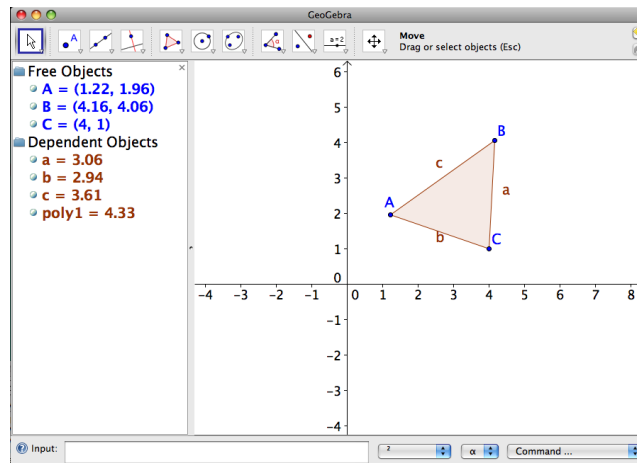 GeoGebra
A
α
a=2
Move
Drag or select objects (Esc)
Free Objects
A = (1.22, 1.96)
B = (4.16, 4.06)
C = (4, 1)
Dependent Objects
a = 3.06
b = 2.94
c = 3.61
poly1 = 4.33
6
5
4
3
2
1
0
-4 -3 -2 -1 0 1 2 3 4 5 6 7 8
-1
-2
-3
-4
B
c
a
A
b
C
Input:
²
α
Command ...